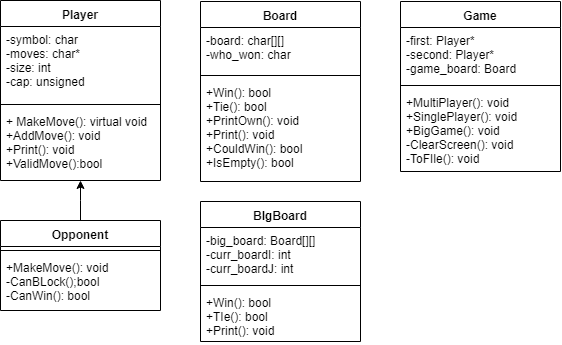 Player
-symbol: char
-moves: char*
-size: int
-cap: unsigned
+ MakeMove(): virtual void
+AddMove(): void
+Print(): void
+ValidMove():bool
Opponent
+MakeMove(): void
-CanBLock();bool
-CanWin(): bool
Board
-board: char[][]
-who_won: char
+Win(): bool
+Tie(): bool
+PrintOwn(): void
+Print(): void
+CouldWin(): bool
+IsEmpty(): bool
BIgBoard
-big_board: Board[][]
-curr_boardI: int
-curr_boardJ: int
+Win(): bool
+TIe(): bool
+Print(): void
Game
-first: Player*
-second: Player*
-game_board: Board
+MultiPlayer(): void
+SinglePlayer(): void
+BigGame(): void
-ClearScreen(): void
-ToFIle(): void